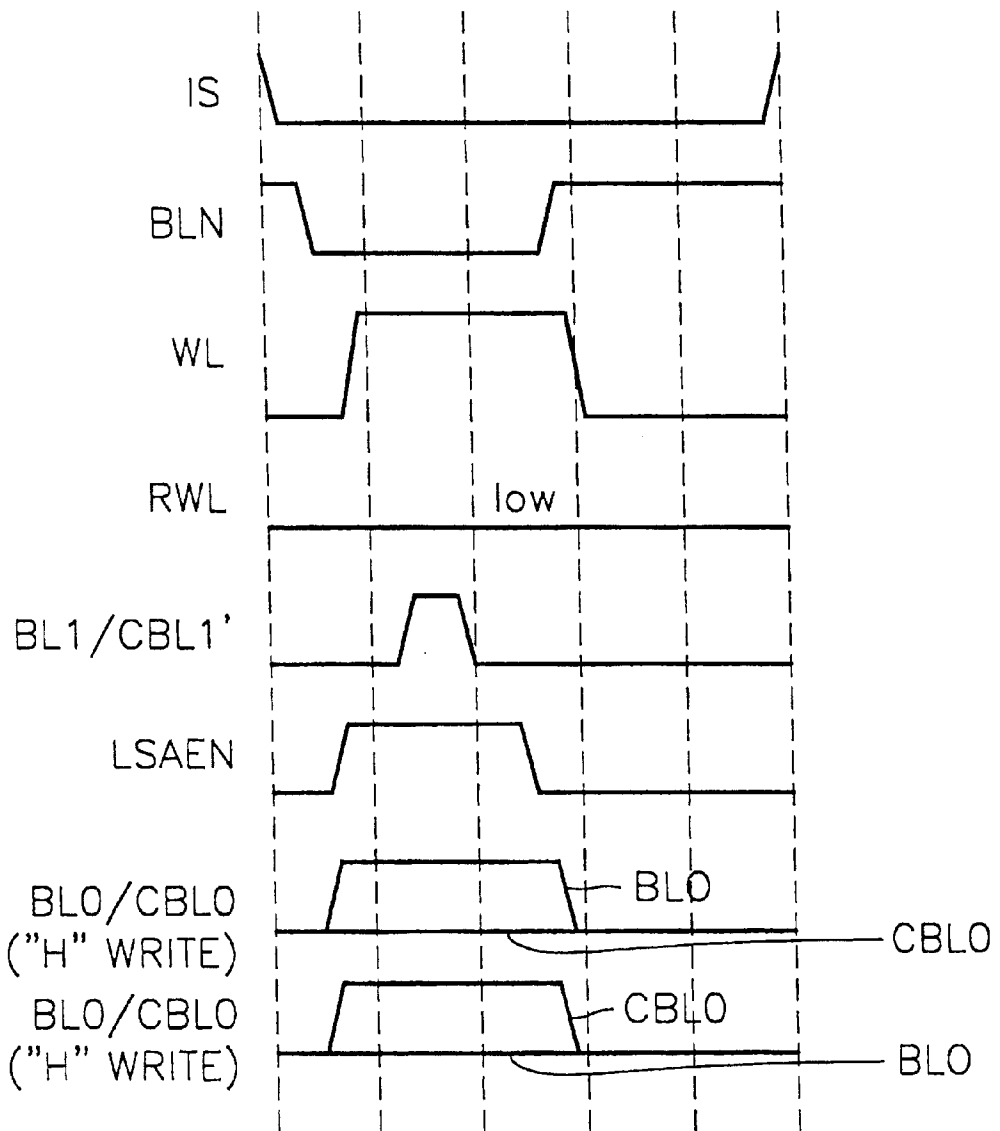 IS
BLN
WL
RWL
low
BL1/CBL1'
LSAEN
BL0/CBL0
("H" WRITE)
BL0
CBL0
BL0/CBL0
("H" WRITE)
CBL0
BL0